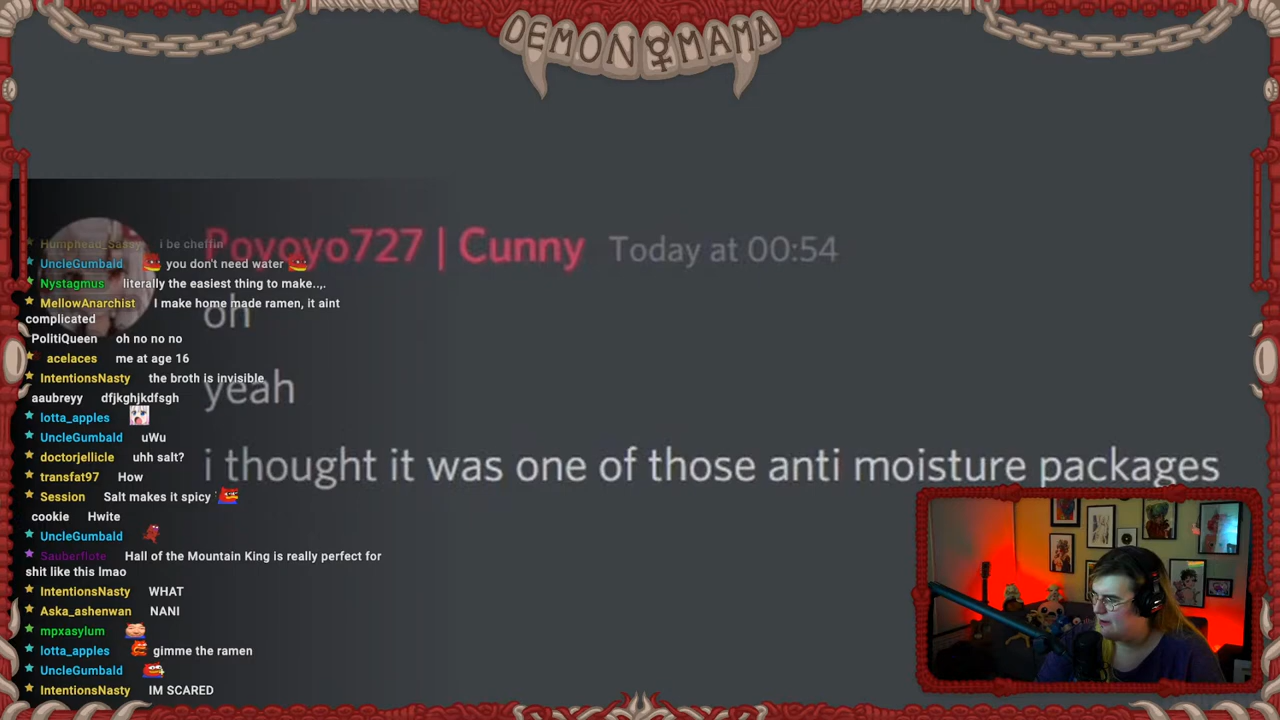 DEMON MAMA
Povoyo727 | Cunny Today at 00:54
oh
yeah
i thought it was one of those anti moisture packages
Humphead_Sassy i be cheffin
UncleGumbald you don't need water
Nystagmus literally the easiest thing to make..,.
MellowAnarchist I make home made ramen, it aint
complicated
PolitiQueen oh no no no
acelaces me at age 16
IntentionsNasty the broth is invisible
aaubreyy dfjkghjkdfsgh
lotta_apples
UncleGumbald uWu
doctorjellicle uhh salt?
transfat97 How
Session Salt makes it spicy
cookie Hwite
UncleGumbald
Sauberflote Hall of the Mountain King is really perfect for
shit like this lmao
IntentionsNasty WHAT
Aska_ashenwan NANI
mpxasylum
lotta_apples gimme the ramen
UncleGumbald
IntentionsNasty IM SCARED